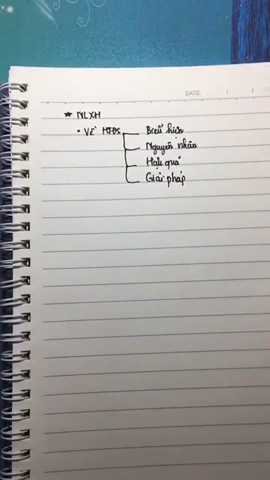 DATE / /
* NLXH
• Về HTĐS Biểu hiện
Nguyên nhân
Hậu quả
Giải pháp